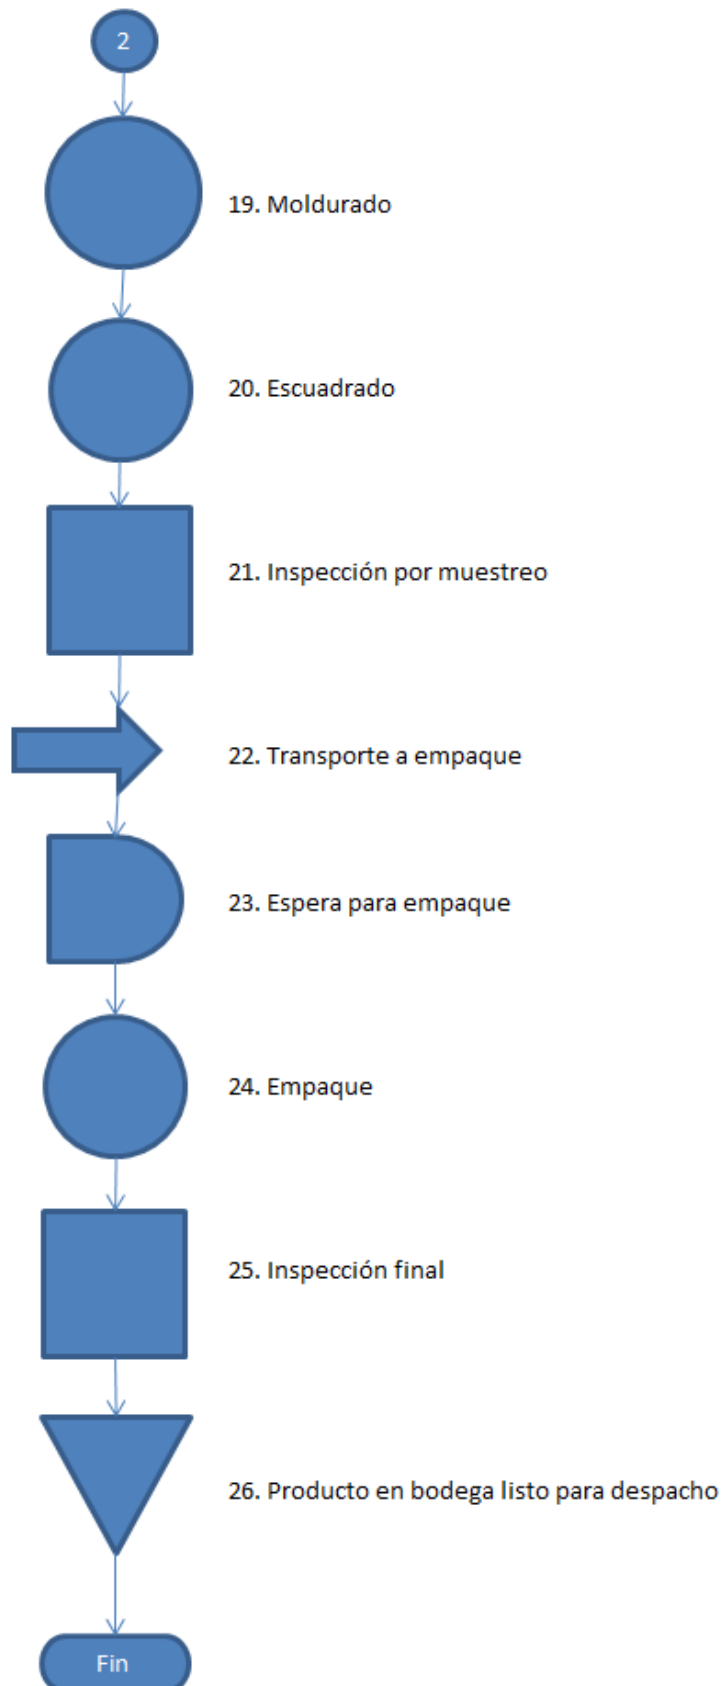 2
19. Moldurado
20. Escuadrado
21. Inspección por muestreo
22. Transporte a empaque
23. Espera para empaque
24. Empaque
25. Inspección final
26. Producto en bodega listo para despacho
Fin